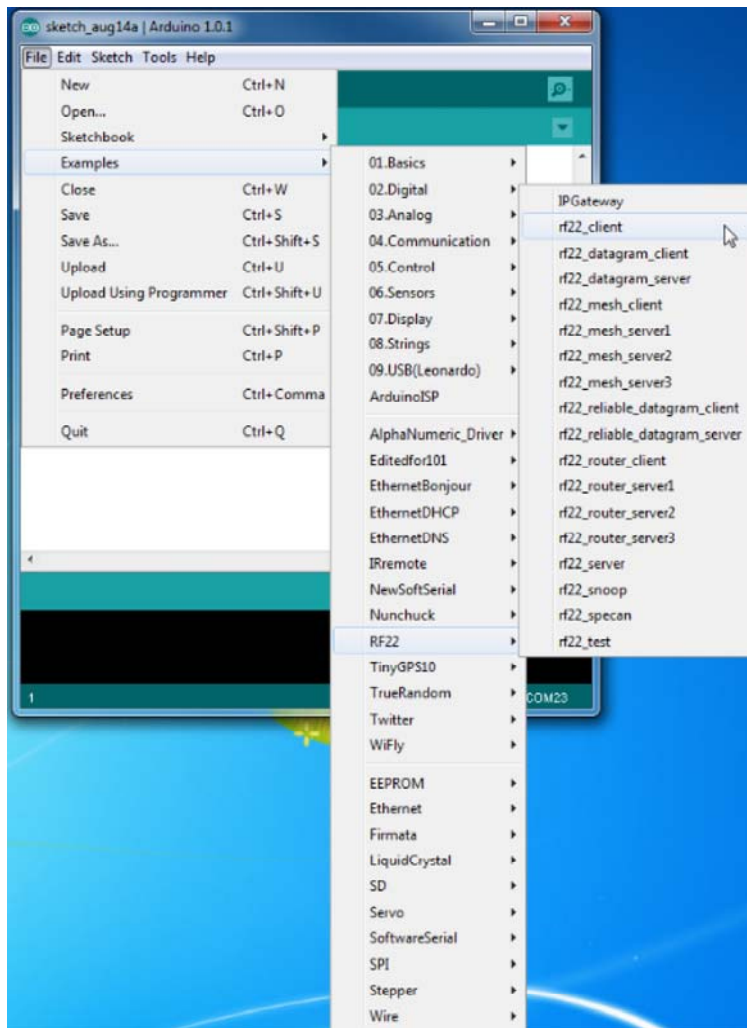 sketch_aug14a | Arduino 1.0.1
File Edit Sketch Tools Help
New Ctrl+N
Open... Ctrl+O
Sketchbook
Examples
Close Ctrl+W
Save Ctrl+S
Save As... Ctrl+Shift+S
Upload Ctrl+U
Upload Using Programmer Ctrl+Shift+U
Page Setup Ctrl+Shift+P
Print Ctrl+P
Preferences Ctrl+Comma
Quit Ctrl+Q
01.Basics
02.Digital
03.Analog
04.Communication
05.Control
06.Sensors
07.Display
08.Strings
09.USB(Leonardo)
ArduinoISP
AlphaNumeric_Driver
Editedfor101
EthernetBonjour
EthernetDHCP
EthernetDNS
IRremote
NewSoftSerial
Nunchuck
RF22
TinyGPS10
TrueRandom
Twitter
WiFly
EEPROM
Ethernet
Firmata
LiquidCrystal
SD
Servo
SoftwareSerial
SPI
Stepper
Wire
IPGateway
rf22_client
rf22_datagram_client
rf22_datagram_server
rf22_mesh_client
rf22_mesh_server1
rf22_mesh_server2
rf22_mesh_server3
rf22_reliable_datagram_client
rf22_reliable_datagram_server
rf22_router_client
rf22_router_server1
rf22_router_server2
rf22_router_server3
rf22_server
rf22_snoop
rf22_specan
rf22_test
1 COM23